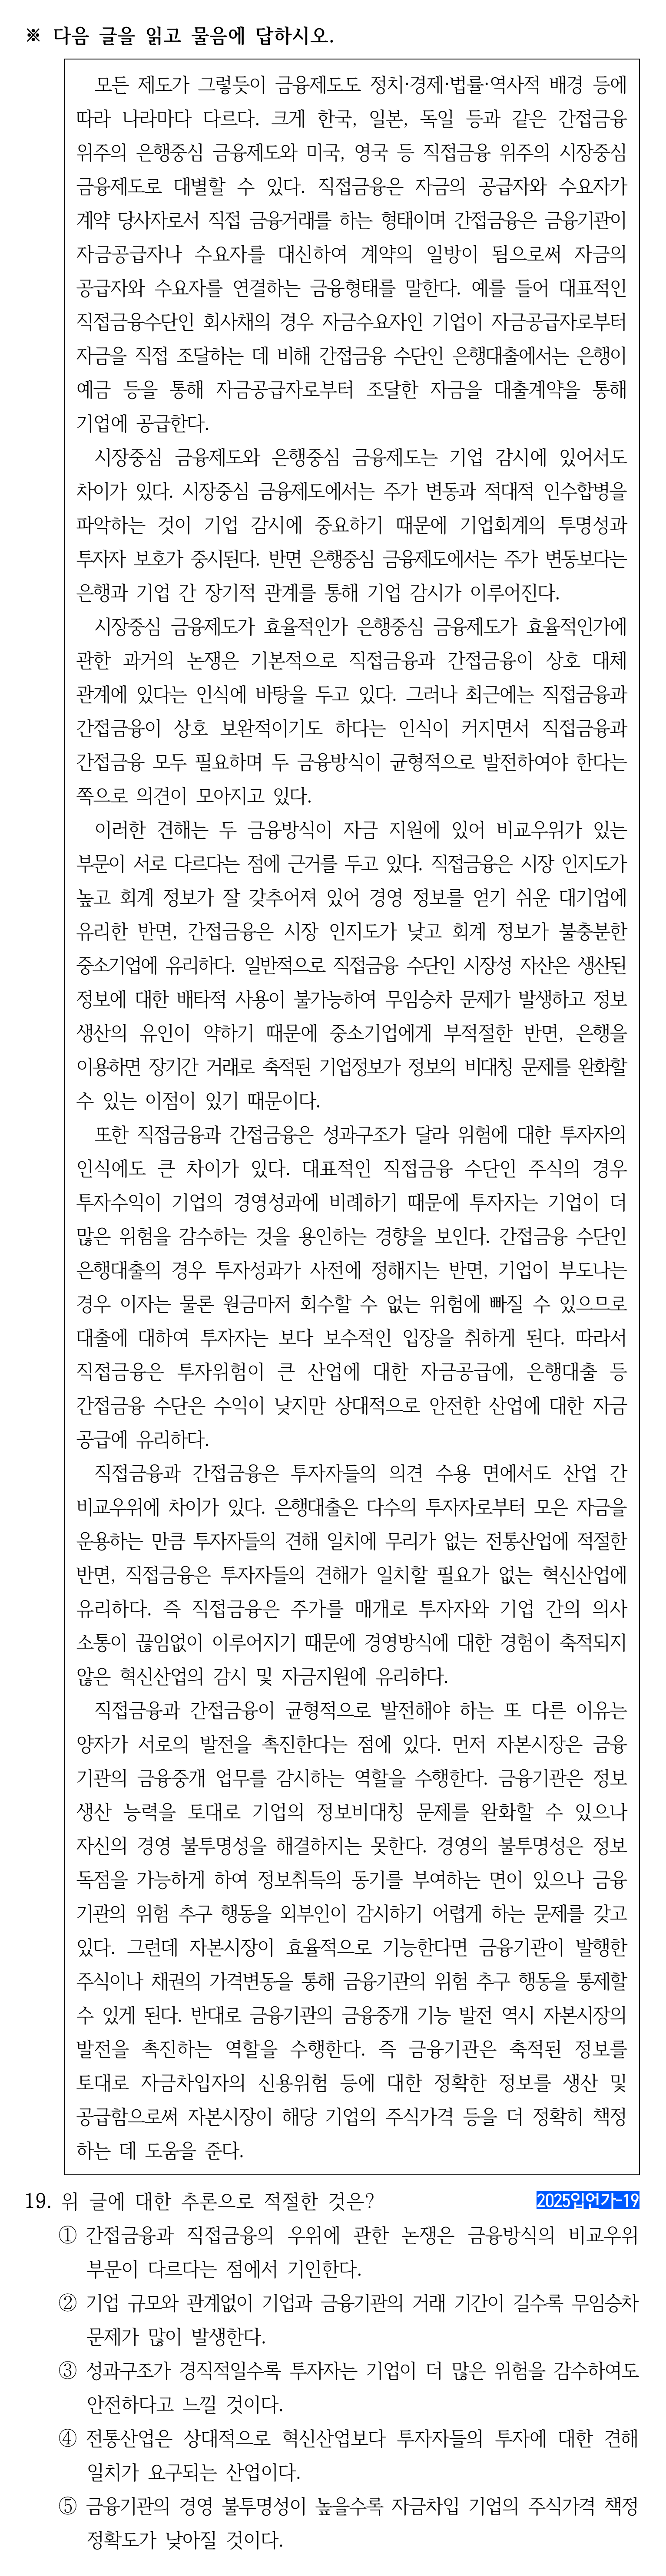 ※ 다음 글을 읽고 물음에 답하시오.
모든 제도가 그렇듯이 금융제도도 정치·경제·법률·역사적 배경 등에
따라 나라마다 다르다. 크게 한국, 일본, 독일 등과 같은 간접금융
위주의 은행중심 금융제도와 미국, 영국 등 직접금융 위주의 시장중심
금융제도로 대별할 수 있다. 직접금융은 자금의 공급자와 수요자가
계약 당사자로서 직접 금융거래를 하는 형태이며 간접금융은 금융기관이
자금공급자나 수요자를 대신하여 계약의 일방이 됨으로써 자금의
공급자와 수요자를 연결하는 금융형태를 말한다. 예를 들어 대표적인
직접금융수단인 회사채의 경우 자금수요자인 기업이 자금공급자로부터
자금을 직접 조달하는 데 비해 간접금융 수단인 은행대출에서는 은행이
예금 등을 통해 자금공급자로부터 조달한 자금을 대출계약을 통해
기업에 공급한다.
시장중심 금융제도와 은행중심 금융제도는 기업 감시에 있어서도
차이가 있다. 시장중심 금융제도에서는 주가 변동과 적대적 인수합병을
파악하는 것이 기업 감시에 중요하기 때문에 기업회계의 투명성과
투자자 보호가 중시된다. 반면 은행중심 금융제도에서는 주가 변동보다는
은행과 기업 간 장기적 관계를 통해 기업 감시가 이루어진다.
시장중심 금융제도가 효율적인가 은행중심 금융제도가 효율적인가에
관한 과거의 논쟁은 기본적으로 직접금융과 간접금융이 상호 대체
관계에 있다는 인식에 바탕을 두고 있다. 그러나 최근에는 직접금융과
간접금융이 상호 보완적이기도 하다는 인식이 커지면서 직접금융과
간접금융 모두 필요하며 두 금융방식이 균형적으로 발전하여야 한다는
쪽으로 의견이 모아지고 있다.
이러한 견해는 두 금융방식이 자금 지원에 있어 비교우위가 있는
부문이 서로 다르다는 점에 근거를 두고 있다. 직접금융은 시장 인지도가
높고 회계 정보가 잘 갖추어져 있어 경영 정보를 얻기 쉬운 대기업에
유리한 반면, 간접금융은 시장 인지도가 낮고 회계 정보가 불충분한
중소기업에 유리하다. 일반적으로 직접금융 수단인 시장성 자산은 생산된
정보에 대한 배타적 사용이 불가능하여 무임승차 문제가 발생하고 정보
생산의 유인이 약하기 때문에 중소기업에게 부적절한 반면, 은행을
이용하면 장기간 거래로 축적된 기업정보가 정보의 비대칭 문제를 완화할
수 있는 이점이 있기 때문이다.
또한 직접금융과 간접금융은 성과구조가 달라 위험에 대한 투자자의
인식에도 큰 차이가 있다. 대표적인 직접금융 수단인 주식의 경우
투자수익이 기업의 경영성과에 비례하기 때문에 투자자는 기업이 더
많은 위험을 감수하는 것을 용인하는 경향을 보인다. 간접금융 수단인
은행대출의 경우 투자성과가 사전에 정해지는 반면, 기업이 부도나는
경우 이자는 물론 원금마저 회수할 수 없는 위험에 빠질 수 있으므로
대출에 대하여 투자자는 보다 보수적인 입장을 취하게 된다. 따라서
직접금융은 투자위험이 큰 산업에 대한 자금공급에, 은행대출 등
간접금융 수단은 수익이 낮지만 상대적으로 안전한 산업에 대한 자금
공급에 유리하다.
직접금융과 간접금융은 투자자들의 의견 수용 면에서도 산업 간
비교우위에 차이가 있다. 은행대출은 다수의 투자자로부터 모은 자금을
운용하는 만큼 투자자들의 견해 일치에 무리가 없는 전통산업에 적절한
반면, 직접금융은 투자자들의 견해가 일치할 필요가 없는 혁신산업에
유리하다. 즉 직접금융은 주가를 매개로 투자자와 기업 간의 의사
소통이 끊임없이 이루어지기 때문에 경영방식에 대한 경험이 축적되지
않은 혁신산업의 감시 및 자금지원에 유리하다.
직접금융과 간접금융이 균형적으로 발전해야 하는 또 다른 이유는
양자가 서로의 발전을 촉진한다는 점에 있다. 먼저 자본시장은 금융
기관의 금융중개 업무를 감시하는 역할을 수행한다. 금융기관은 정보
생산 능력을 토대로 기업의 정보비대칭 문제를 완화할 수 있으나
자신의 경영 불투명성을 해결하지는 못한다. 경영의 불투명성은 정보
독점을 가능하게 하여 정보취득의 동기를 부여하는 면이 있으나 금융
기관의 위험 추구 행동을 외부인이 감시하기 어렵게 하는 문제를 갖고
있다. 그런데 자본시장이 효율적으로 기능한다면 금융기관이 발행한
주식이나 채권의 가격변동을 통해 금융기관의 위험 추구 행동을 통제할
수 있게 된다. 반대로 금융기관의 금융중개 기능 발전 역시 자본시장의
발전을 촉진하는 역할을 수행한다. 즉 금융기관은 축적된 정보를
토대로 자금차입자의 신용위험 등에 대한 정확한 정보를 생산 및
공급함으로써 자본시장이 해당 기업의 주식가격 등을 더 정확히 책정
하는 데 도움을 준다.
19. 위 글에 대한 추론으로 적절한 것은? 2025입언가-19
① 간접금융과 직접금융의 우위에 관한 논쟁은 금융방식의 비교우위
부문이 다르다는 점에서 기인한다.
② 기업 규모와 관계없이 기업과 금융기관의 거래 기간이 길수록 무임승차
문제가 많이 발생한다.
③ 성과구조가 경직적일수록 투자자는 기업이 더 많은 위험을 감수하여도
안전하다고 느낄 것이다.
④ 전통산업은 상대적으로 혁신산업보다 투자자들의 투자에 대한 견해
일치가 요구되는 산업이다.
⑤ 금융기관의 경영 불투명성이 높을수록 자금차입 기업의 주식가격 책정
정확도가 낮아질 것이다.